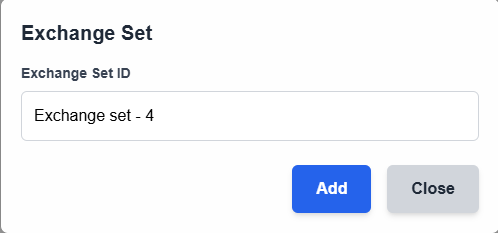 Exchange Set
Exchange Set ID
Exchange set - 4
Add
Close